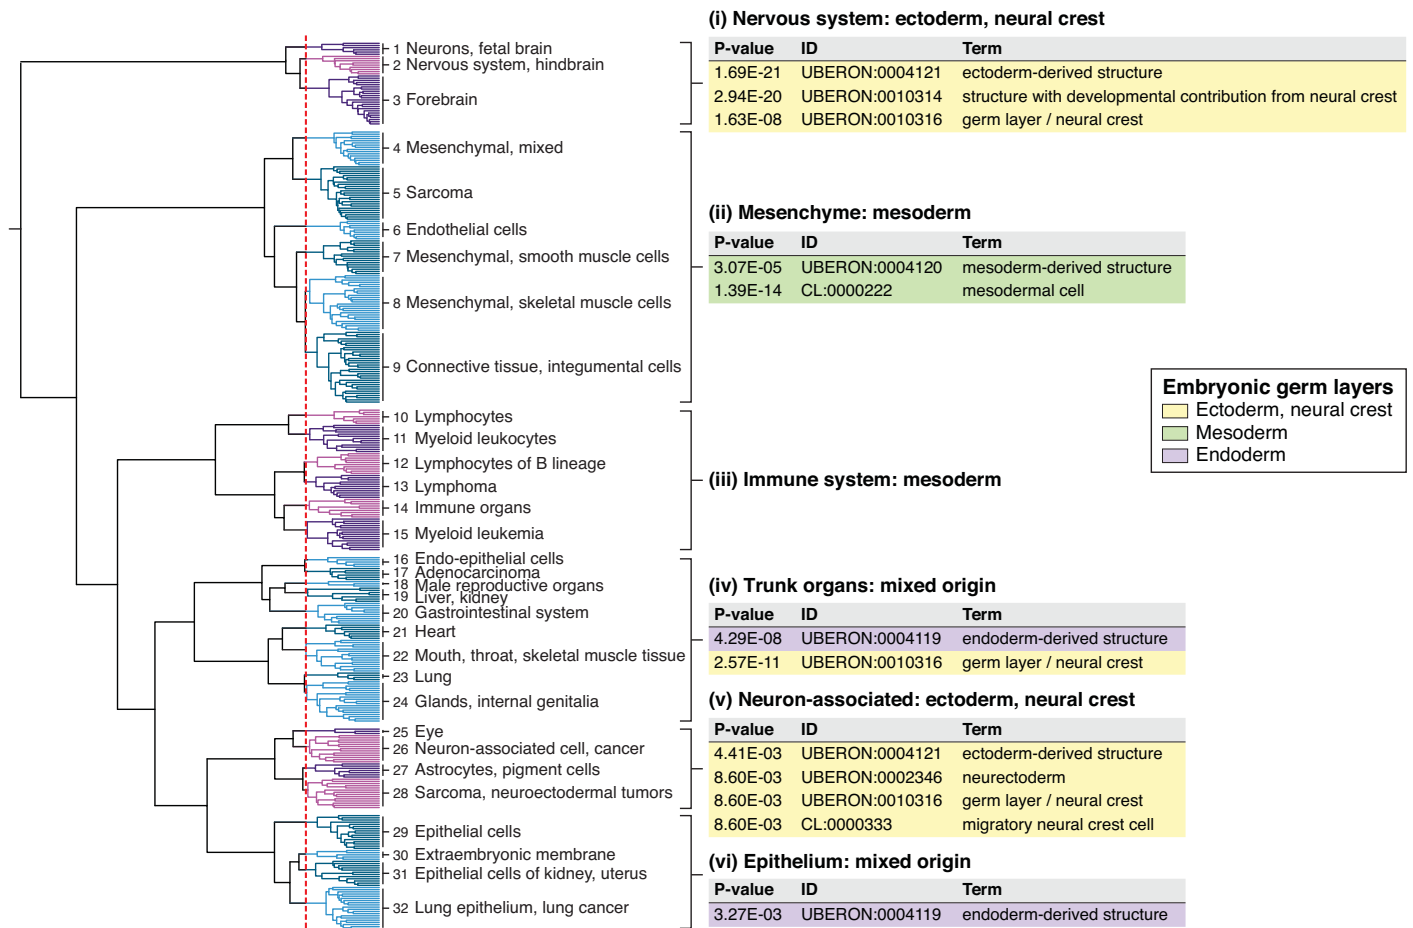 1 Neurons, fetal brain
2 Nervous system, hindbrain
3 Forebrain
4 Mesenchymal, mixed
5 Sarcoma
6 Endothelial cells
7 Mesenchymal, smooth muscle cells
8 Mesenchymal, skeletal muscle cells
9 Connective tissue, integumental cells
10 Lymphocytes
11 Myeloid leukocytes
12 Lymphocytes of B lineage
13 Lymphoma
14 Immune organs
15 Myeloid leukemia
16 Endo-epithelial cells
17 Adenocarcinoma
18 Male reproductive organs
19 Liver, kidney
20 Gastrointestinal system
21 Heart
22 Mouth, throat, skeletal muscle tissue
23 Lung
24 Glands, internal genitalia
25 Eye
26 Neuron-associated cell, cancer
27 Astrocytes, pigment cells
28 Sarcoma, neuroectodermal tumors
29 Epithelial cells
30 Extraembryonic membrane
31 Epithelial cells of kidney, uterus
32 Lung epithelium, lung cancer
(i) Nervous system: ectoderm, neural crest
P-value ID Term
1.69E-21 UBERON:0004121 ectoderm-derived structure
2.94E-20 UBERON:0010314 structure with developmental contribution from neural crest
1.63E-08 UBERON:0010316 germ layer / neural crest
(ii) Mesenchyme: mesoderm
P-value ID Term
3.07E-05 UBERON:0004120 mesoderm-derived structure
1.39E-14 CL:0000222 mesodermal cell
(iii) Immune system: mesoderm
(iv) Trunk organs: mixed origin
P-value ID Term
4.29E-08 UBERON:0004119 endoderm-derived structure
2.57E-11 UBERON:0010316 germ layer / neural crest
(v) Neuron-associated: ectoderm, neural crest
P-value ID Term
4.41E-03 UBERON:0004121 ectoderm-derived structure
8.60E-03 UBERON:0002346 neurectoderm
8.60E-03 UBERON:0010316 germ layer / neural crest
8.60E-03 CL:0000333 migratory neural crest cell
(vi) Epithelium: mixed origin
P-value ID Term
3.27E-03 UBERON:0004119 endoderm-derived structure
Embryonic germ layers
Ectoderm, neural crest
Mesoderm
Endoderm